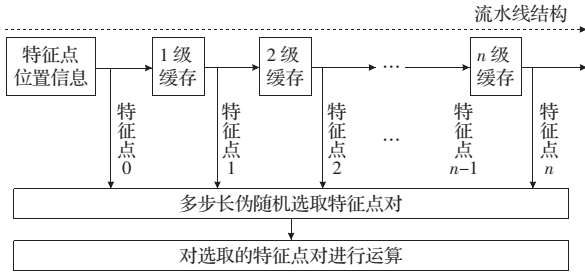 流水线结构
特征点
位置信息
1 级
缓存
2 级
缓存
···
n 级
缓存
特征点
0
特征点
1
特征点
2
···
特征点
n-1
特征点
n
多步长伪随机选取特征点对
对选取的特征点对进行运算